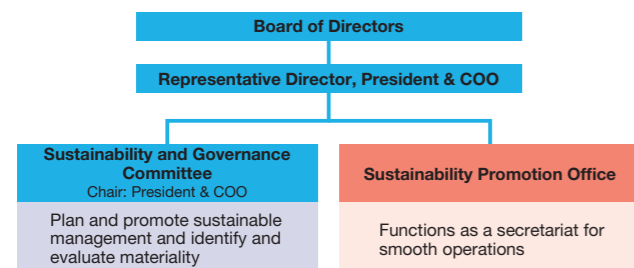 Board of Directors
Representative Director, President & COO
Sustainability and Governance
Committee
Chair: President & COO
Plan and promote sustainable
management and identify and
evaluate materiality
Sustainability Promotion Office
Functions as a secretariat for
smooth operations